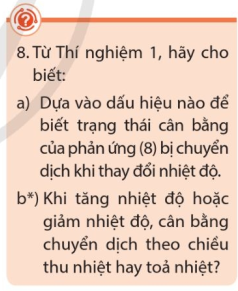 ?
8. Từ Thí nghiệm 1, hãy cho
biết:
a) Dựa vào dấu hiệu nào để
biết trạng thái cân bằng
của phản ứng (8) bị chuyển
dịch khi thay đổi nhiệt độ.
b*) Khi tăng nhiệt độ hoặc
giảm nhiệt độ, cân bằng
chuyển dịch theo chiều
thu nhiệt hay toả nhiệt?